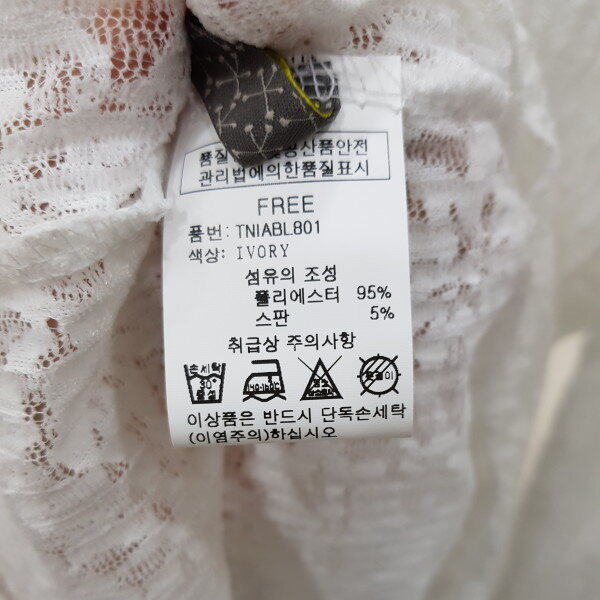 관리법에의한품질표시
FREE
품번: TNIABL801
색상: IVORY
섬유의 조성
폴리에스터 95%
스판 5%
취급상 주의사항
손세탁
30°
중성
이상품은 반드시 단독손세탁
(이염주의)하십시오